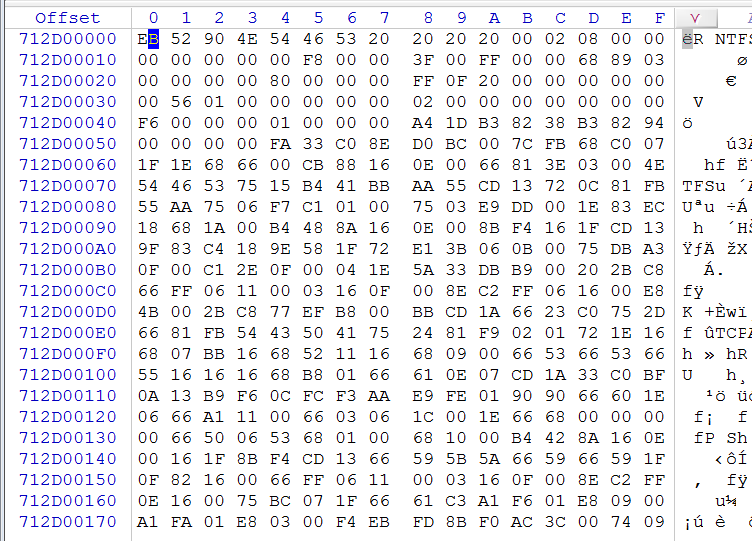 Offset 0 1 2 3 4 5 6 7 8 9 A B C D E F
712D00000 EB 52 90 4E 54 46 53 20 20 20 20 00 02 08 00 00 ëR NTFS
712D00010 00 00 00 00 00 F8 00 00 3F 00 FF 00 00 68 89 03 ø
712D00020 00 00 00 00 80 00 00 00 FF 0F 20 00 00 00 00 00 €
712D00030 00 56 01 00 00 00 00 00 02 00 00 00 00 00 00 00 V
712D00040 F6 00 00 00 01 00 00 00 A4 1D B3 82 38 B3 82 94 ö
712D00050 00 00 00 00 FA 33 C0 8E D0 BC 00 7C FB 68 C0 07 ú3À
712D00060 1F 1E 68 66 00 CB 88 16 0E 00 66 81 3E 03 00 4E hf Ë
712D00070 54 46 53 75 15 B4 41 BB AA 55 CD 13 72 0C 81 FB TFSu ´
712D00080 55 AA 75 06 F7 C1 01 00 75 03 E9 DD 00 1E 83 EC Uªu ÷Á
712D00090 18 68 1A 00 B4 48 8A 16 0E 00 8B F4 16 1F CD 13 h ´HŠ
712D000A0 9F 83 C4 18 9E 58 1F 72 E1 3B 06 0B 00 75 DB A3 ŸƒÄ žX
712D000B0 0F 00 C1 2E 0F 00 04 1E 5A 33 DB B9 00 20 2B C8 Á.
712D000C0 66 FF 06 11 00 03 16 0F 00 8E C2 FF 06 16 00 E8 fÿ
712D000D0 4B 00 2B C8 77 EF B8 00 BB CD 1A 66 23 C0 75 2D K +Èwï
712D000E0 66 81 FB 54 43 50 41 75 24 81 F9 02 01 72 1E 16 f ûTCPA
712D000F0 68 07 BB 16 68 52 11 16 68 09 00 66 53 66 53 66 h » hR
712D00100 55 16 16 16 68 B8 01 66 61 0E 07 CD 1A 33 C0 BF U h¸
712D00110 0A 13 B9 F6 0C FC F3 AA E9 FE 01 90 90 66 60 1E ¹ö üó
712D00120 06 66 A1 11 00 66 03 06 1C 00 1E 66 68 00 00 00 f¡ f
712D00130 00 66 50 06 53 68 01 00 68 10 00 B4 42 8A 16 0E fP Sh
712D00140 00 16 1F 8B F4 CD 13 66 59 5B 5A 66 59 66 59 1F ‹ôÍ
712D00150 0F 82 16 00 66 FF 06 11 00 03 16 0F 00 8E C2 FF ‚ fÿ
712D00160 0E 16 00 75 BC 07 1F 66 61 C3 A1 F6 01 E8 09 00 u¼
712D00170 A1 FA 01 E8 03 00 F4 EB FD 8B F0 AC 3C 00 74 09 ¡ú è